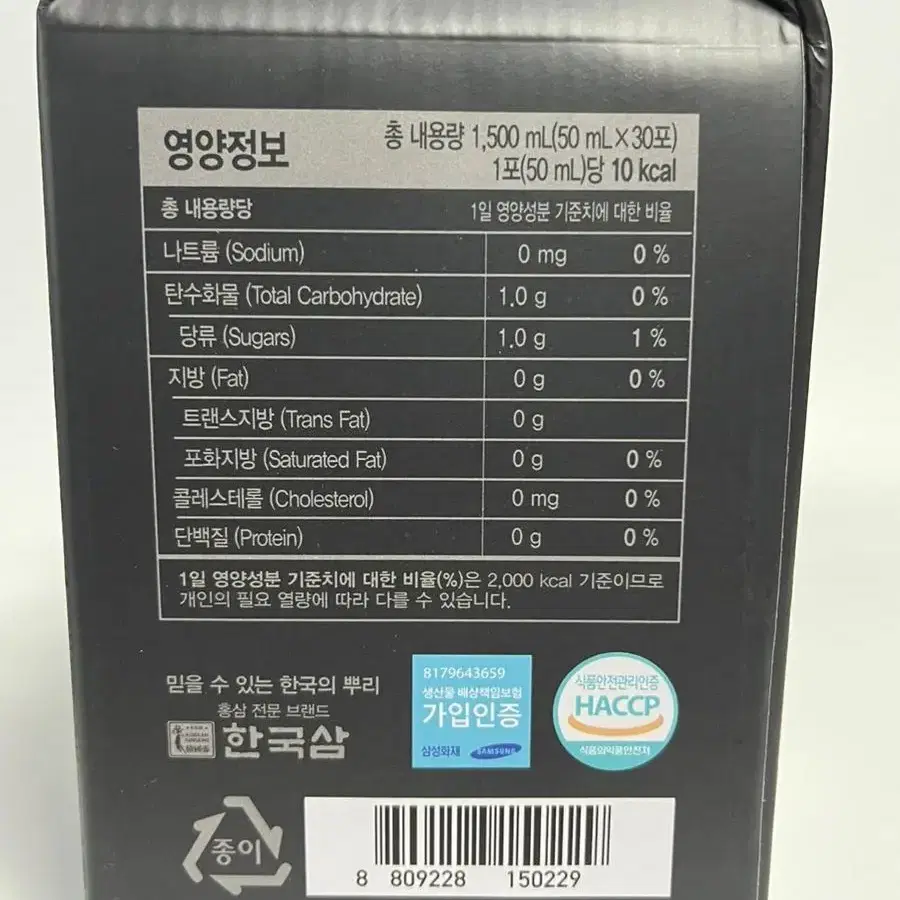 영양정보
총 내용량 1,500 mL(50 mL×30포)
1포(50 mL)당 10 kcal
총 내용량당 1일 영양성분 기준치에 대한 비율
나트륨 (Sodium) 0 mg 0 %
탄수화물 (Total Carbohydrate) 1.0 g 0 %
당류 (Sugars) 1.0 g 1 %
지방 (Fat) 0 g 0 %
트랜스지방 (Trans Fat) 0 g
포화지방 (Saturated Fat) 0 g 0 %
콜레스테롤 (Cholesterol) 0 mg 0 %
단백질 (Protein) 0 g 0 %
1일 영양성분 기준치에 대한 비율(%)은 2,000 kcal 기준이므로
개인의 필요 열량에 따라 다를 수 있습니다.
믿을 수 있는 한국의 뿌리
홍삼 전문 브랜드
한국삼
8179643659
생산물 배상책임보험
가입인증
삼성화재 SAMSUNG
식품안전관리인증
HACCP
식품의약품안전처
종이
8 809228 150229